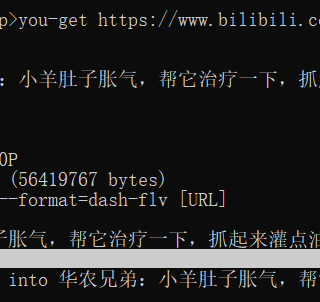 p>you-get https://www.bilibili.c
：小羊肚子胀气，帮它治疗一下，抓
0P
(56419767 bytes)
--format=dash-flv [URL]
子胀气，帮它治疗一下，抓起来灌点油
into 华农兄弟：小羊肚子胀气，帮